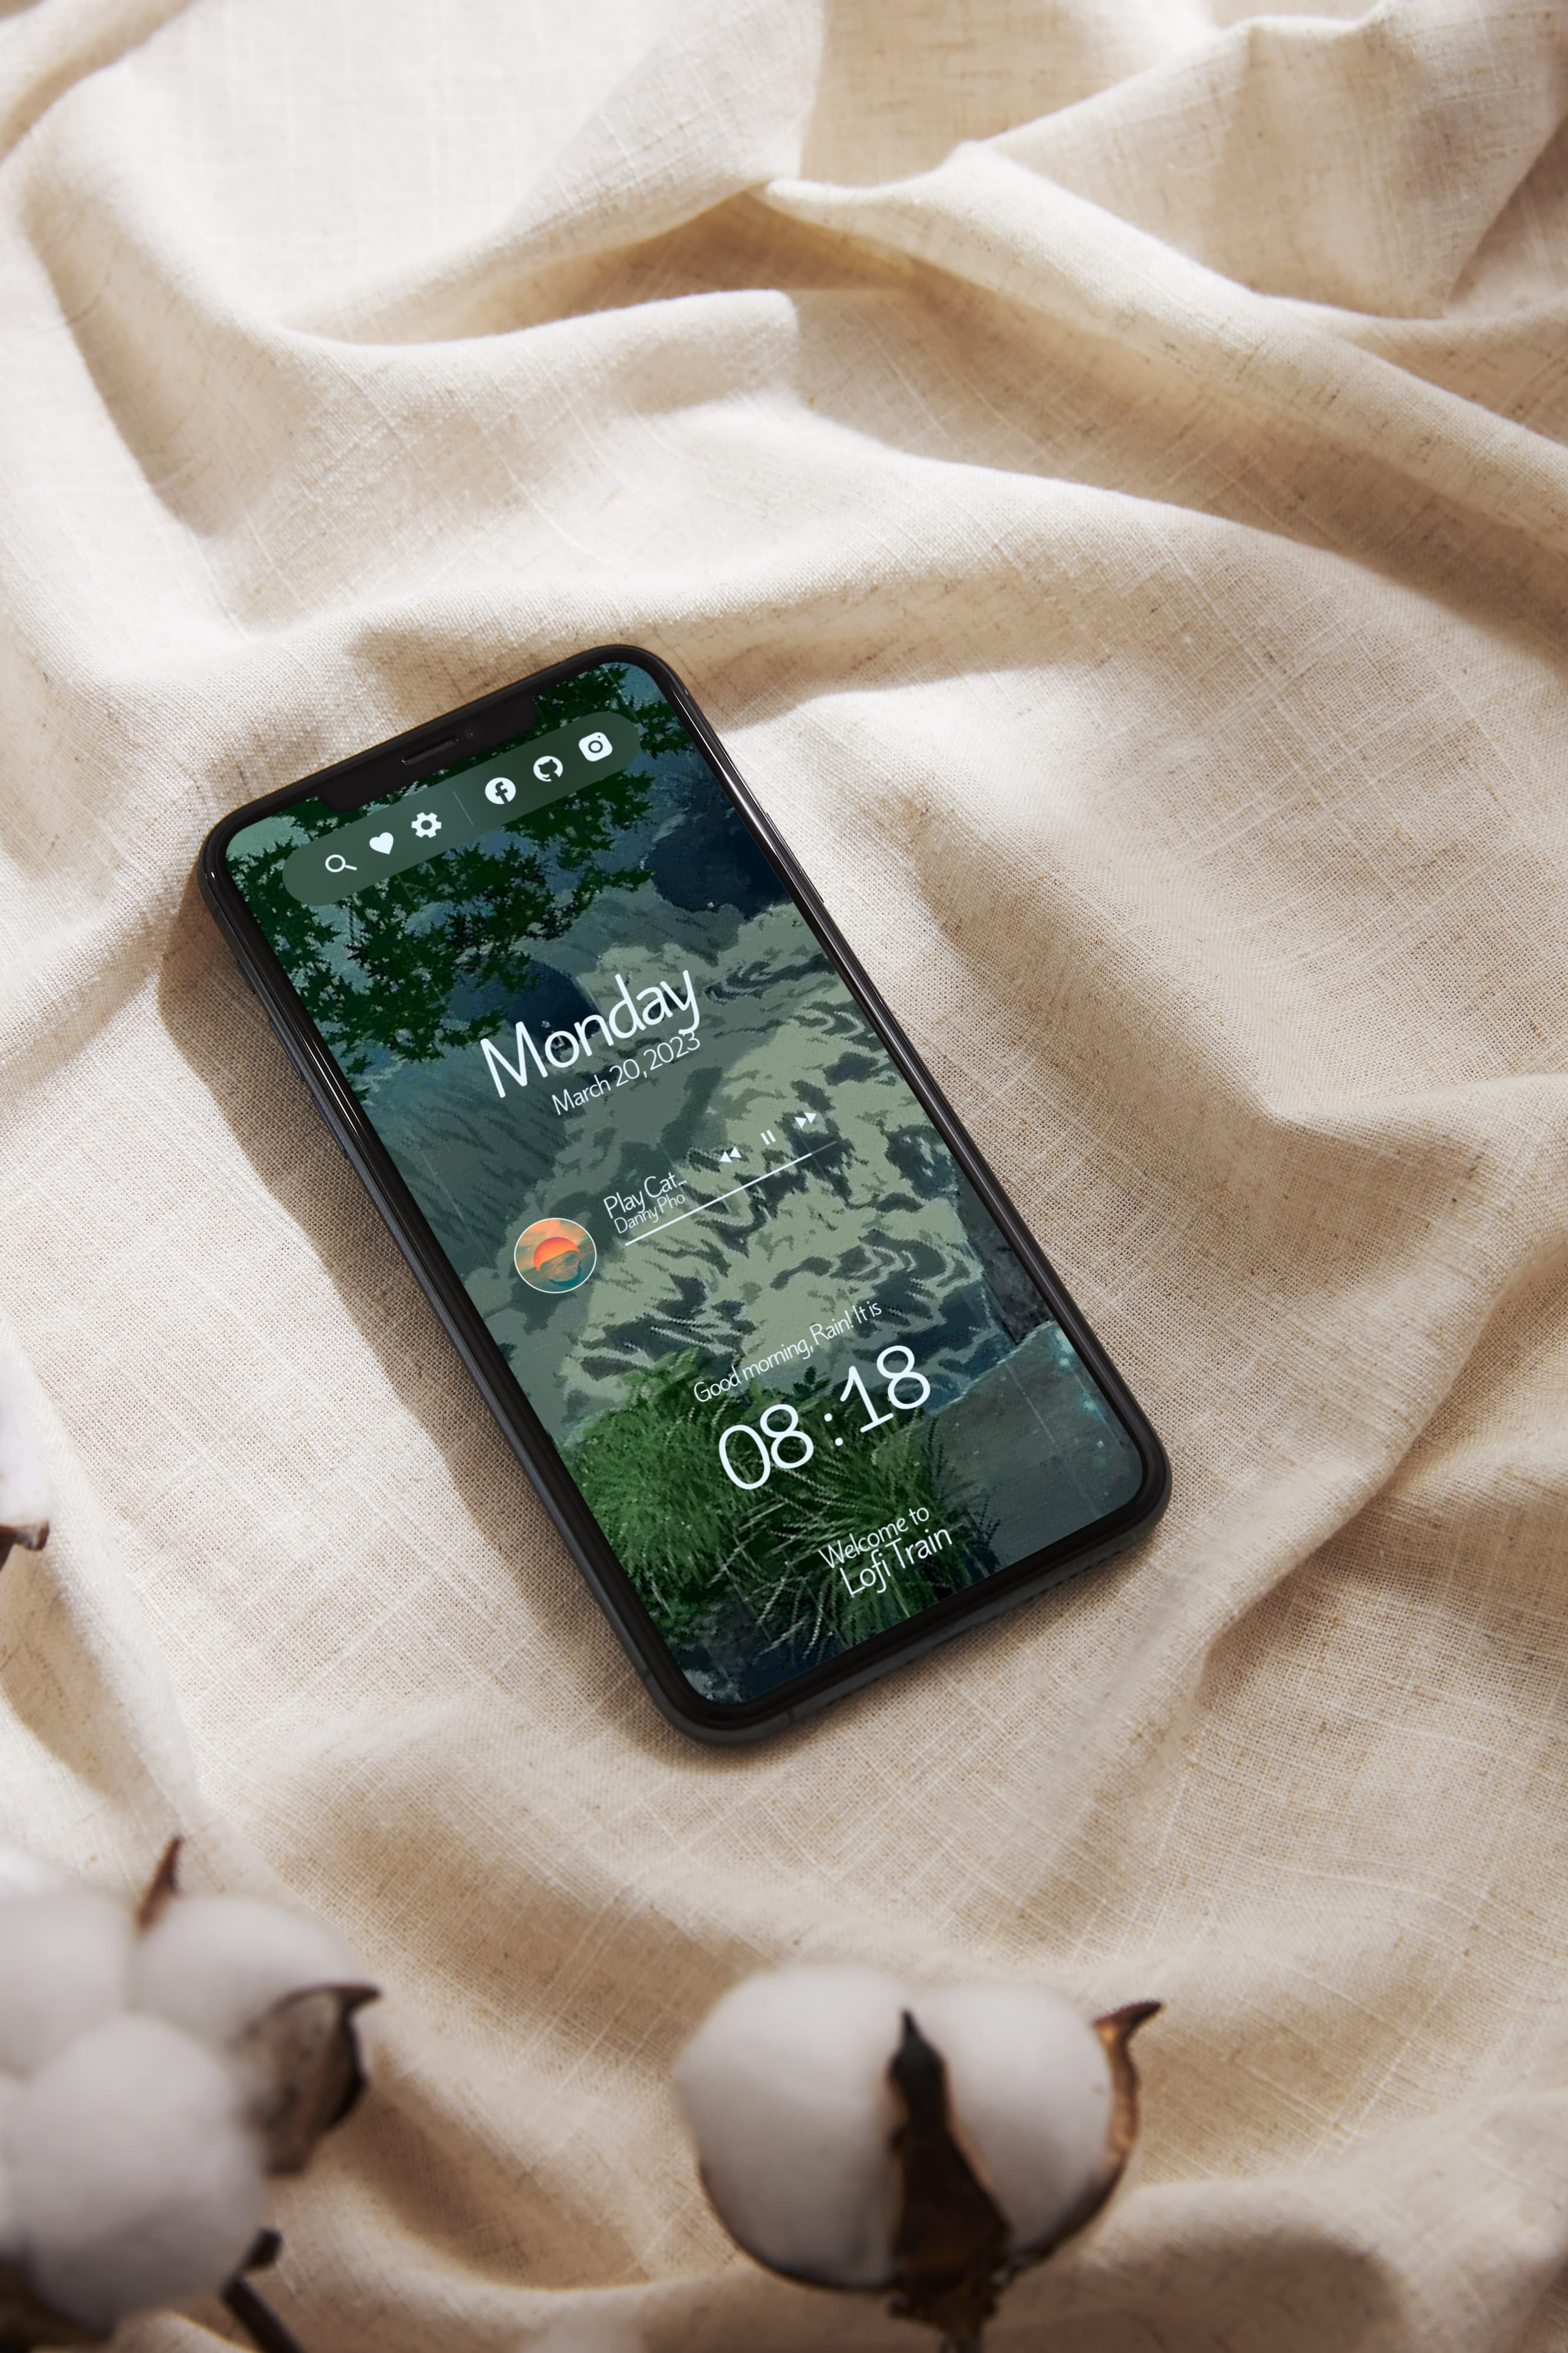 Monday
March 20, 2023
Play Cat...
Danny Pho
Good morning, Rain! It is
08 : 18
Welcome to
Lofi Train